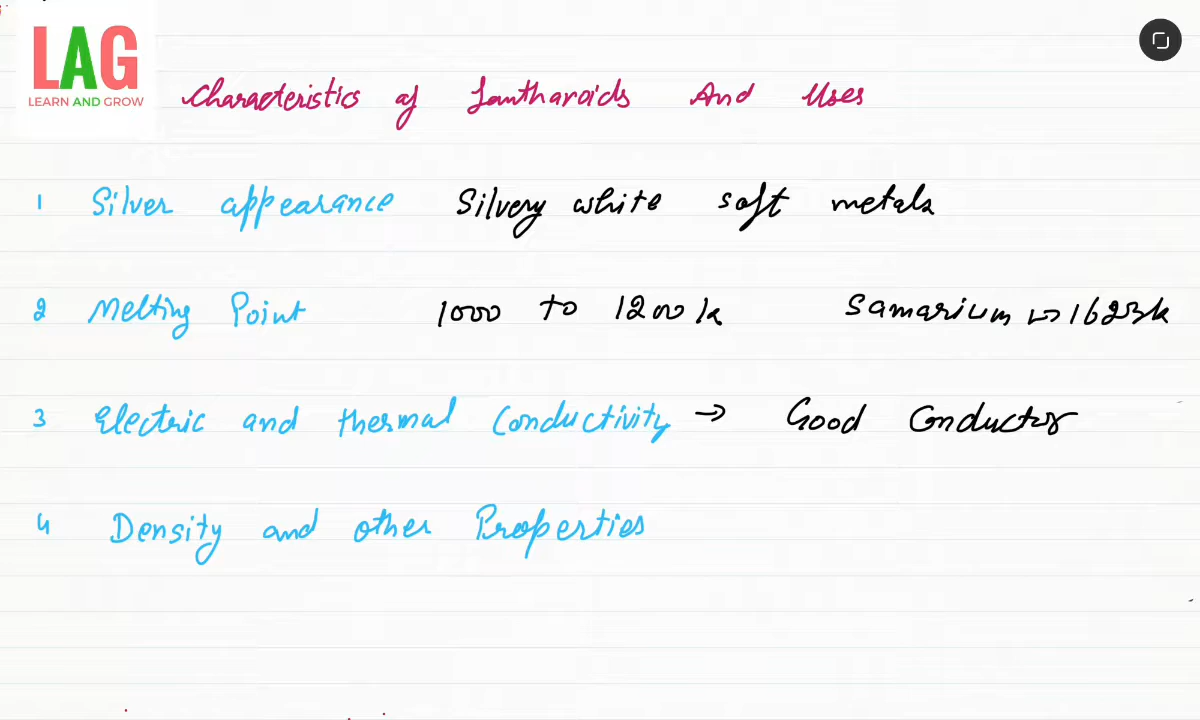 LAG
LEARN AND GROW
Characteristics of Lantharoids And Uses
1 Silver appearance Silvery white soft metals
2 Melting Point 1000 to 1200 k Samarium ↦ 1623k
3 Electric and thermal Conductivity → Good Conductor
4 Density and other Properties